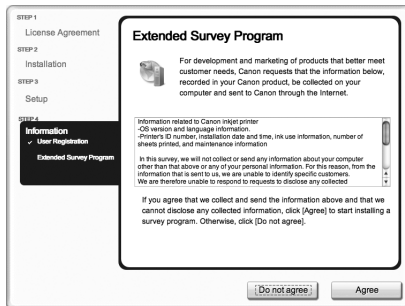 STEP 1
License Agreement
STEP 2
Installation
STEP 3
Setup
STEP 4
Information
✓ User Registration
Extended Survey Program
Extended Survey Program
For development and marketing of products that better meet
customer needs, Canon requests that the information below,
recorded in your Canon product, be collected on your
computer and sent to Canon through the Internet.
Information related to Canon inkjet printer
-OS version and language information.
-Printer's ID number, installation date and time, ink use information, number of
sheets printed, and maintenance information
In this survey, we will not collect or send any information about your computer
other than that above or any of your personal information. For this reason, from the
information that is sent to us, we are unable to identify specific customers.
We are therefore unable to respond to requests to disclose any collected
If you agree that we collect and send the information above and that we
cannot disclose any collected information, click [Agree] to start installing a
survey program. Otherwise, click [Do not agree].
Do not agree
Agree